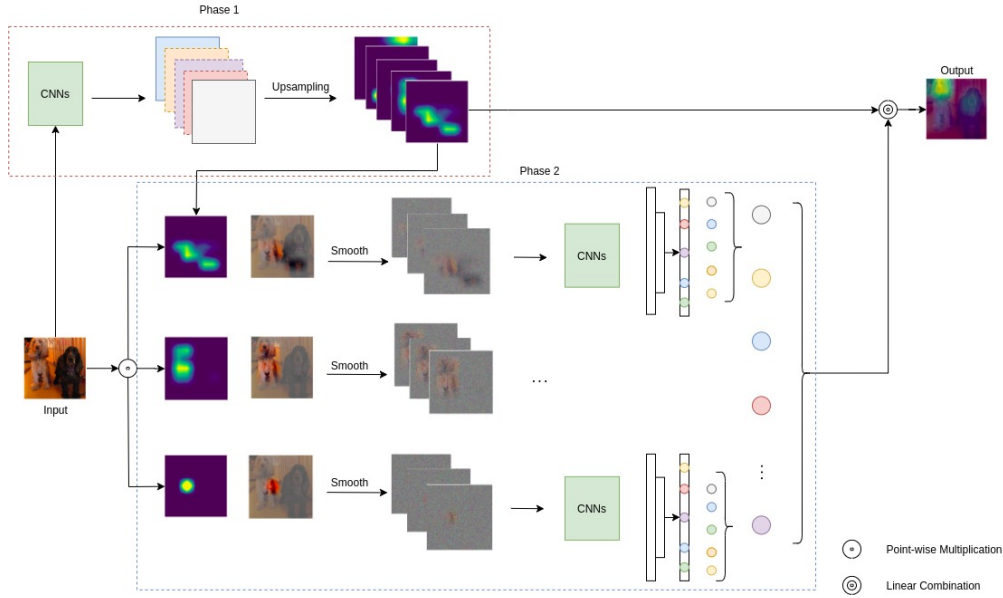 Phase 1
CNNs
Upsampling
Output
Phase 2
Smooth
CNNs
Input
Smooth
...
Smooth
CNNs
Point-wise Multiplication
Linear Combination